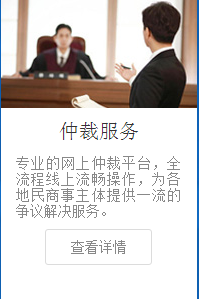 仲裁服务
专业的网上仲裁平台，全
流程线上流畅操作，为各
地民商事主体提供一流的
争议解决服务。
查看详情